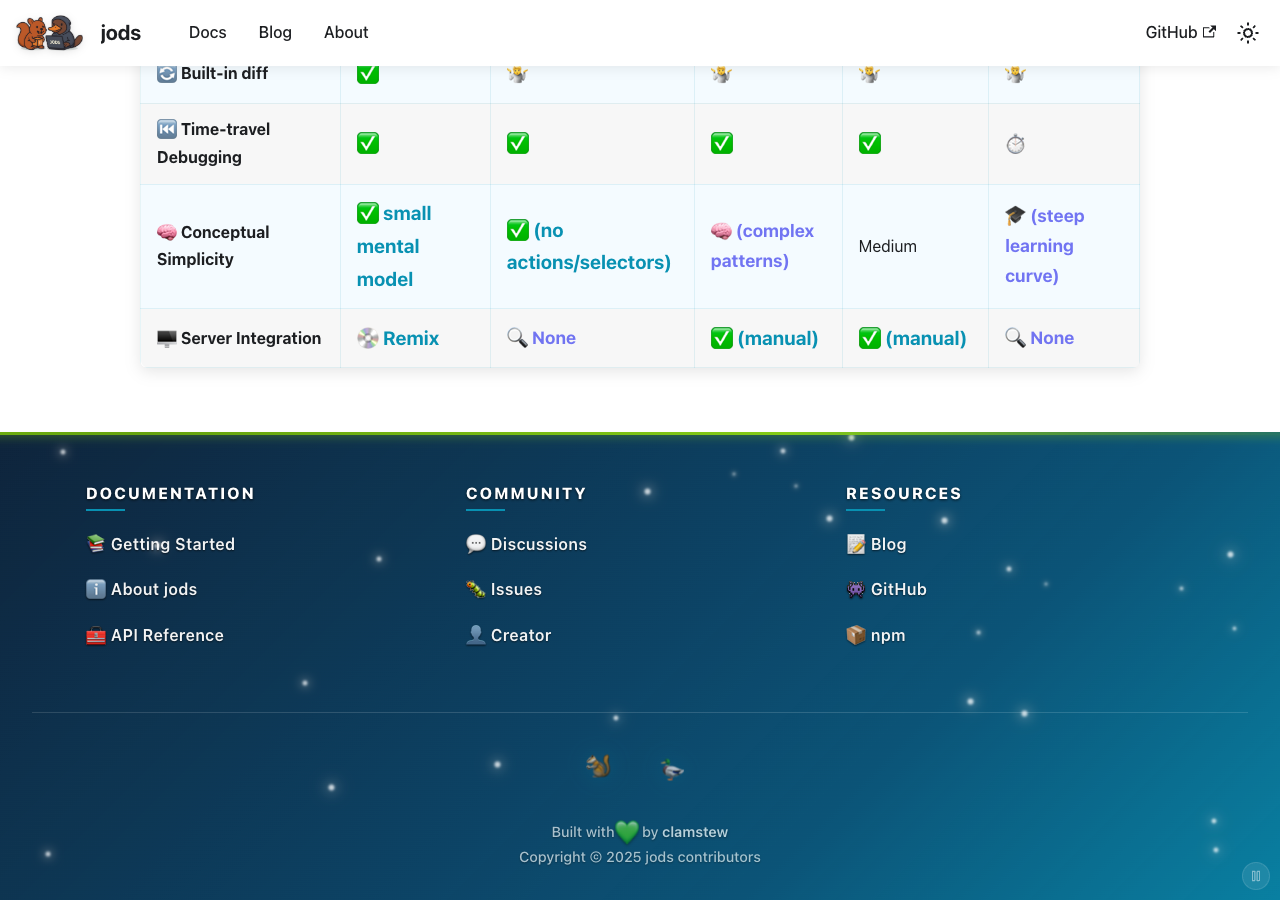 jods
Docs
Blog
About
GitHub
Built-in diff
Time-travel
Debugging
Conceptual
Simplicity
small
mental
model
(no
actions/selectors)
(complex
patterns)
Medium
(steep
learning
curve)
Server Integration
Remix
None
(manual)
(manual)
None
DOCUMENTATION
Getting Started
About jods
API Reference
COMMUNITY
Discussions
Issues
Creator
RESOURCES
Blog
GitHub
npm
Built with💚 by clamstew
Copyright © 2025 jods contributors